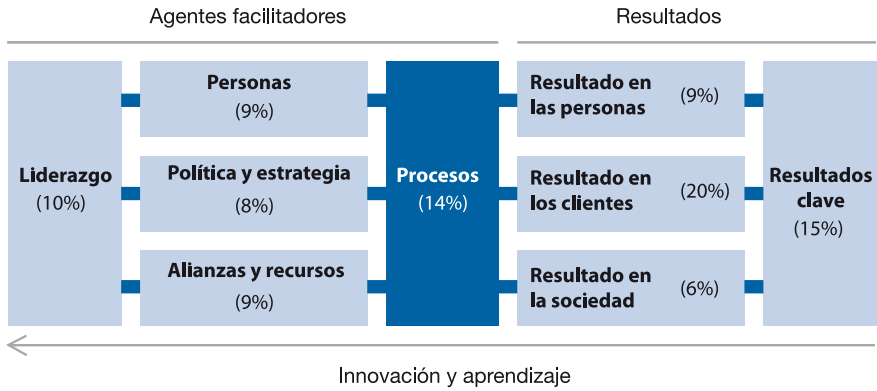 Agentes facilitadores
Resultados
Liderazgo
(10%)
Personas
(9%)
Política y estrategia
(8%)
Alianzas y recursos
(9%)
Procesos
(14%)
Resultado en
las personas
(9%)
Resultado en
los clientes
(20%)
Resultado en
la sociedad
(6%)
Resultados
clave
(15%)
Innovación y aprendizaje